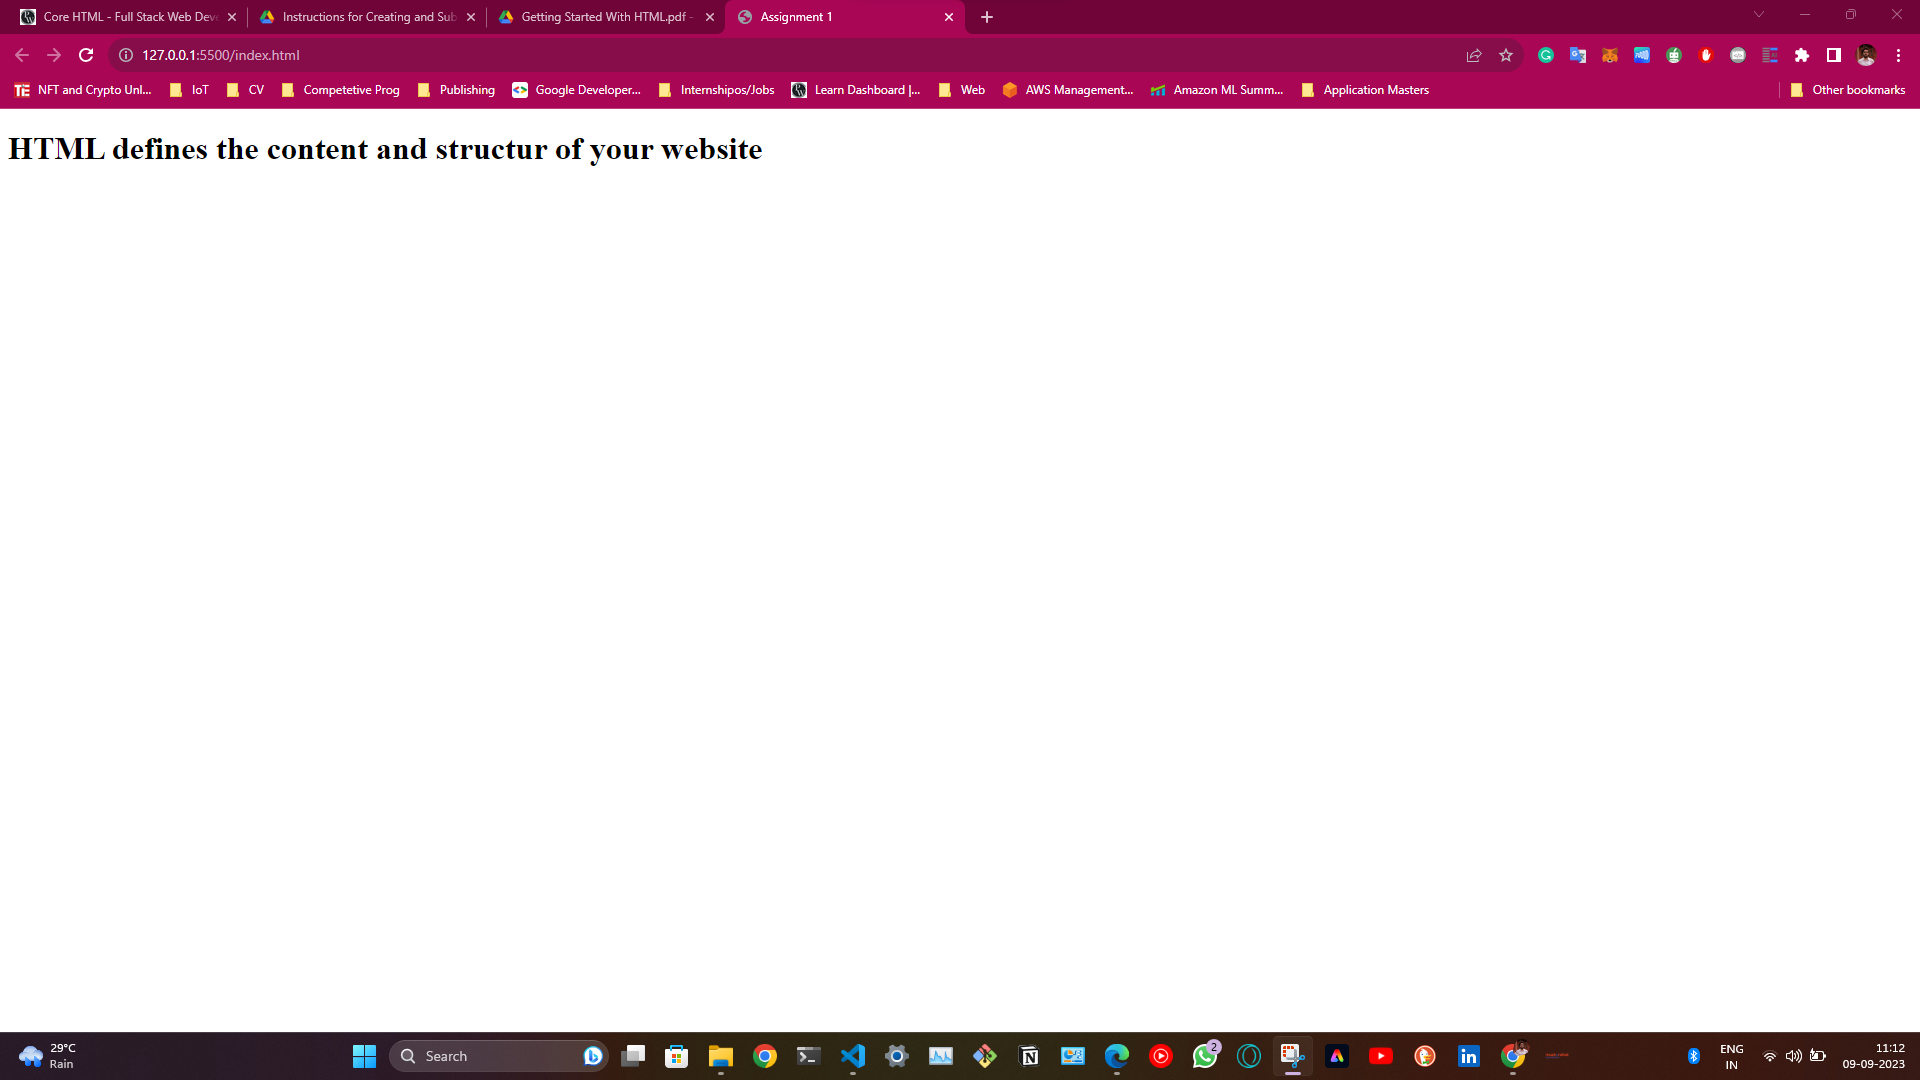 Core HTML - Full Stack Web Deve
Instructions for Creating and Sub
Getting Started With HTML.pdf -
Assignment 1
127.0.0.1:5500/index.html
NFT and Crypto Unl...
IoT
CV
Competetive Prog
Publishing
Google Developer...
Internshipos/Jobs
Learn Dashboard |...
Web
AWS Management...
Amazon ML Summ...
Application Masters
Other bookmarks
HTML defines the content and structur of your website
29°C
Rain
Search
2
ENG
IN
11:12
09-09-2023